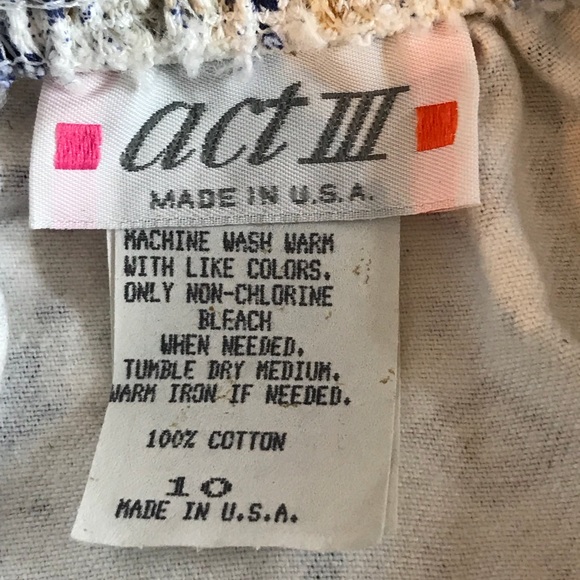 act III
MADE IN U.S.A.
MACHINE WASH WARM
WITH LIKE COLORS.
ONLY NON-CHLORINE
BLEACH
WHEN NEEDED.
TUMBLE DRY MEDIUM.
WARM IRON IF NEEDED.
100% COTTON
10
MADE IN U.S.A.